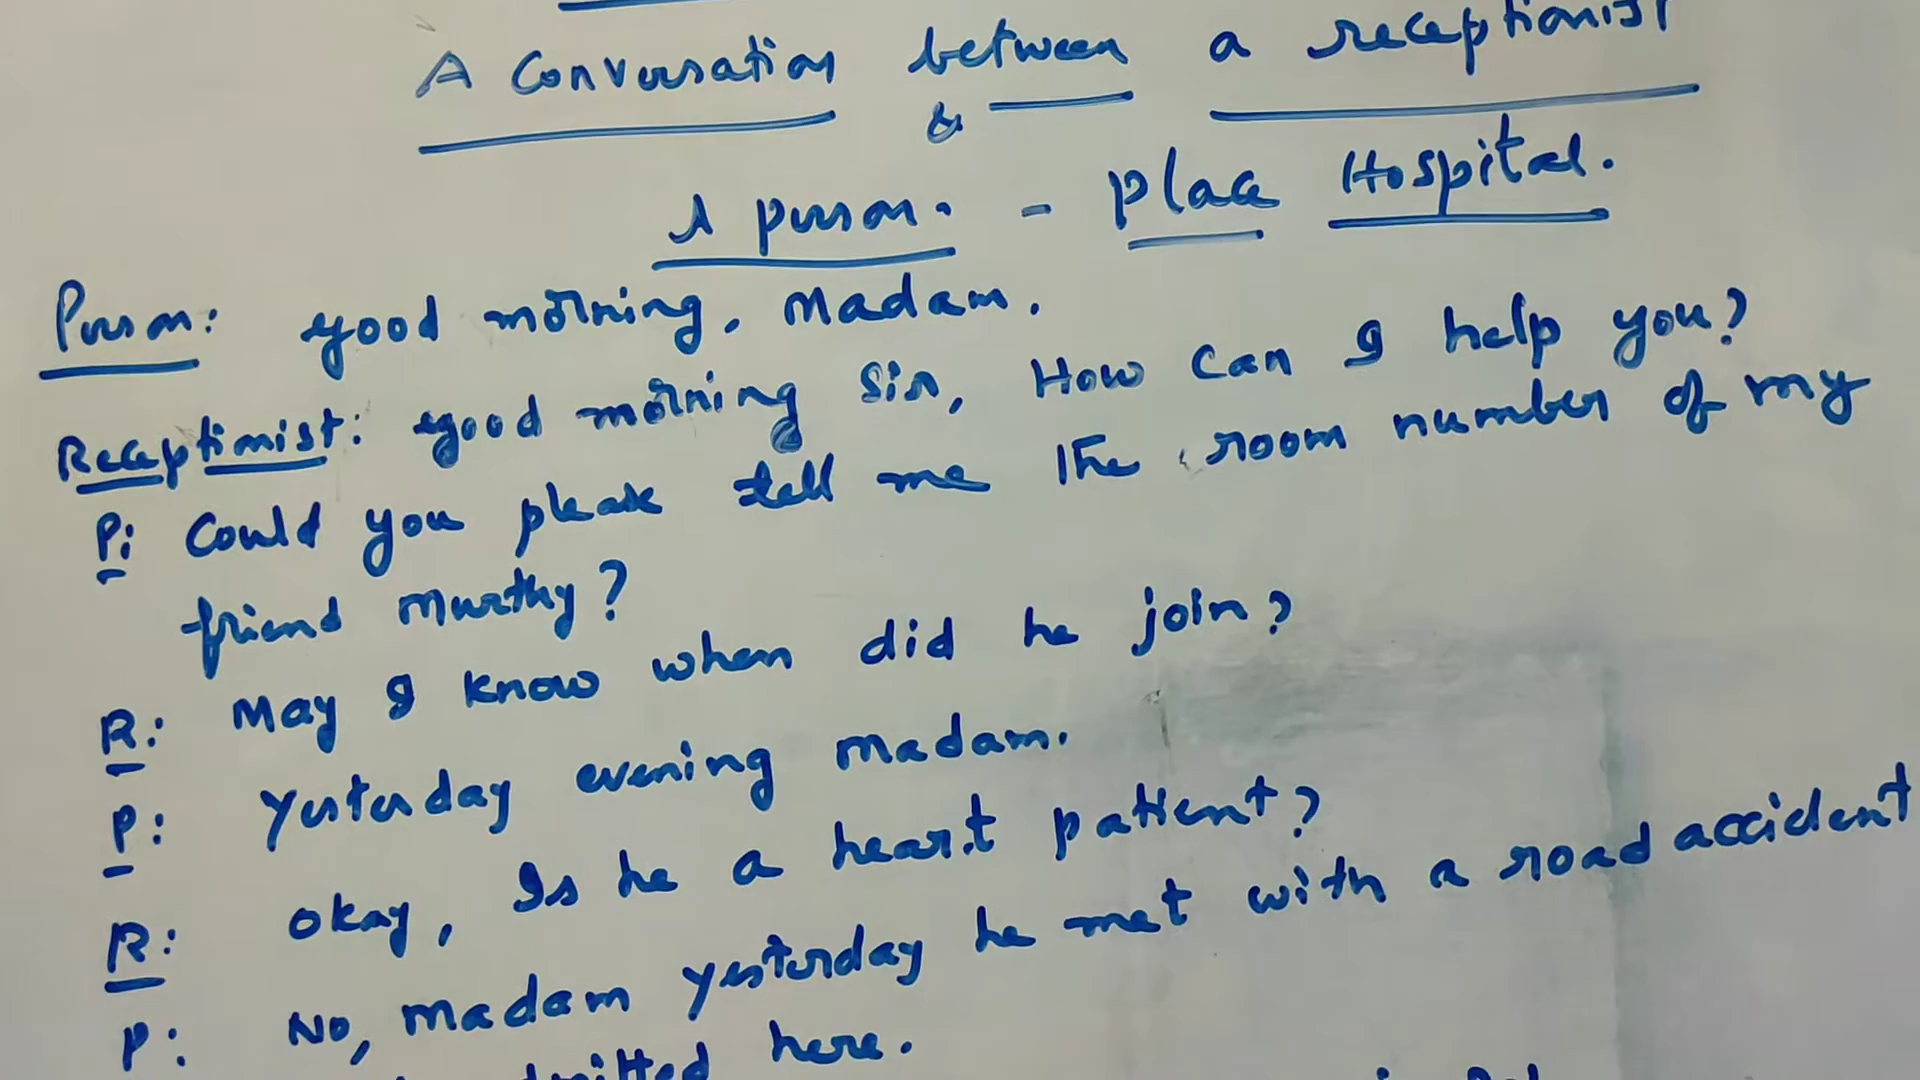 A Conversation between a receptionist
&
A person. - Place Hospital.
Person: good morning, Madam.
Receptionist: good morning Sir, How can I help you?
P: Could you please tell me the room number of my
friend Murthy?
R: May I know when did he join?
P: Yesterday evening madam.
R: Okay, Is he a heart patient?
P: No, madam yesterday he met with a road accident
admitted here.